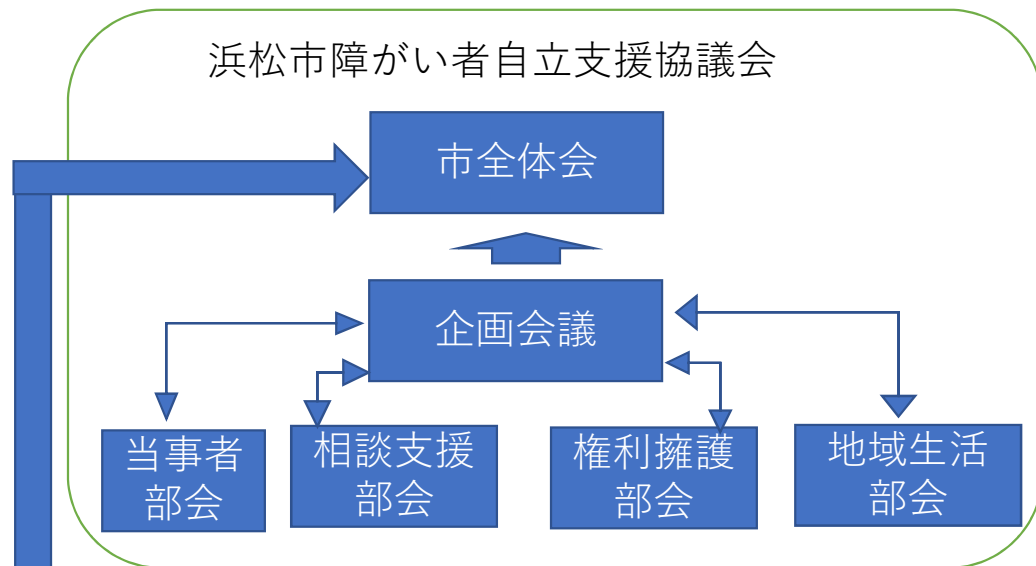 浜松市障がい者自立支援協議会
市全体会
企画会議
当事者
部会
相談支援
部会
権利擁護
部会
地域生活
部会